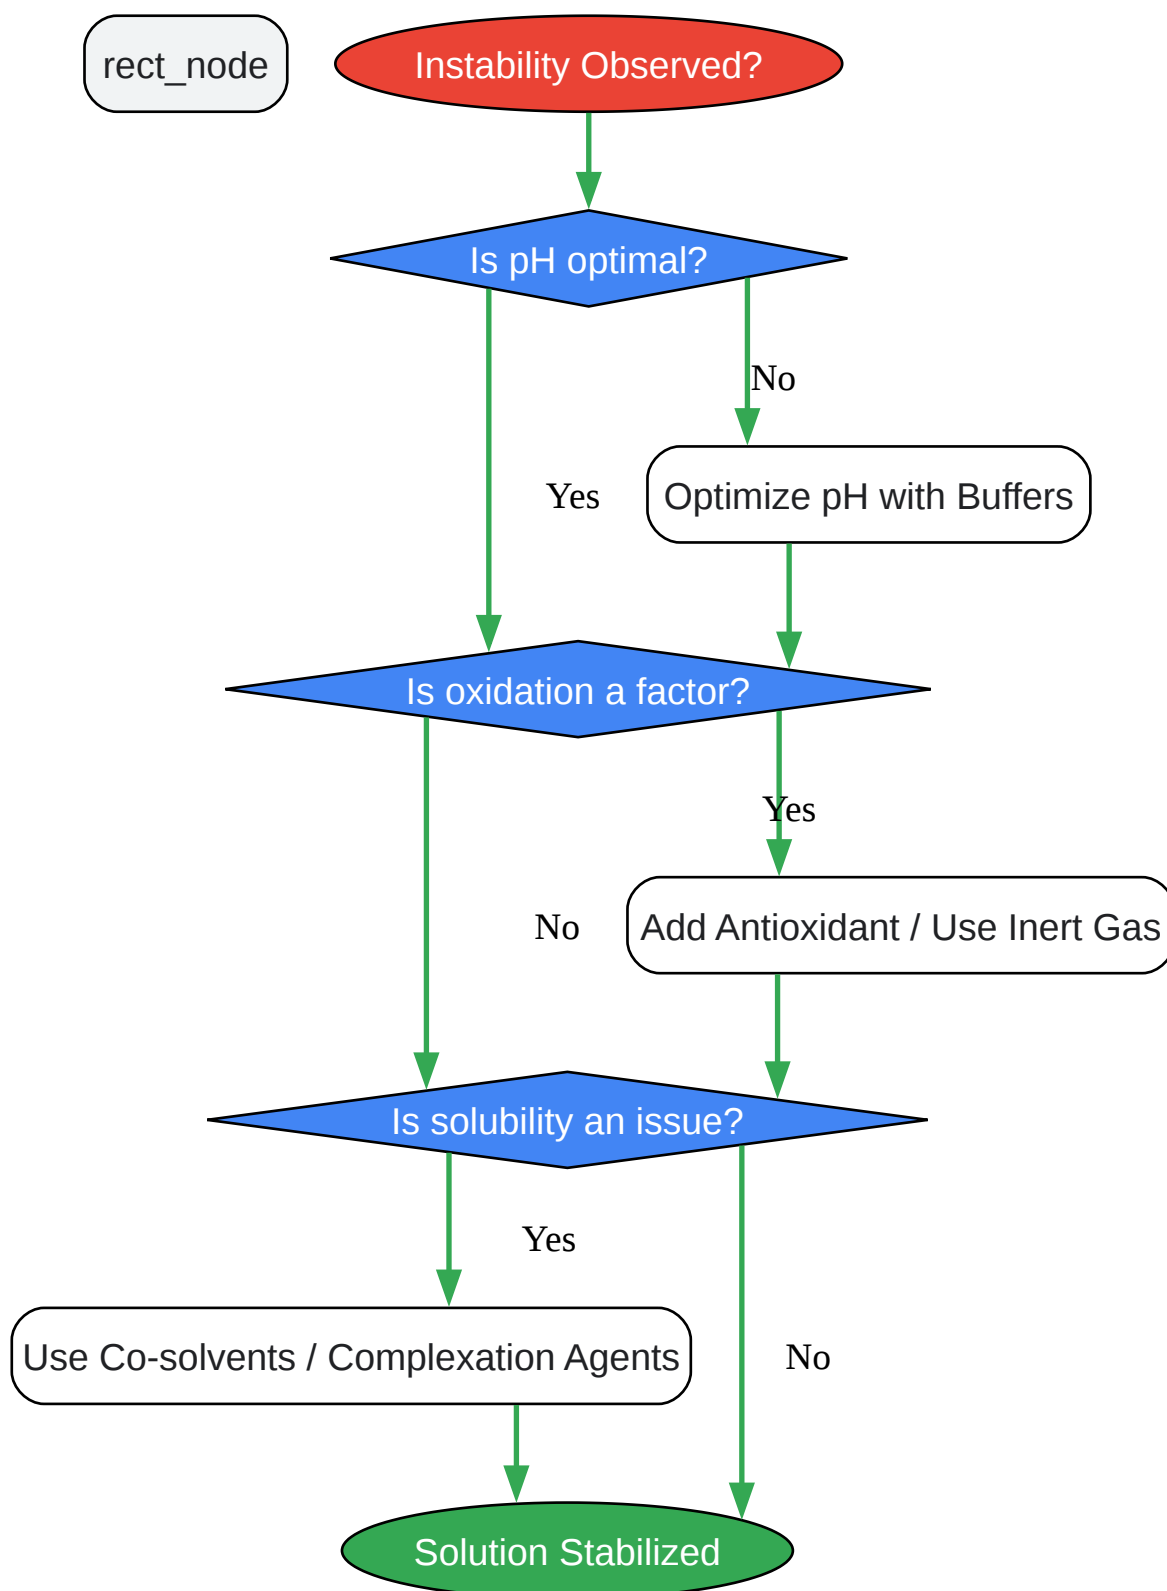 rect_node
Instability Observed?
Is pH optimal?
No
Yes
Optimize pH with Buffers
Is oxidation a factor?
Yes
No
Add Antioxidant / Use Inert Gas
Is solubility an issue?
Yes
Use Co-solvents / Complexation Agents
No
Solution Stabilized